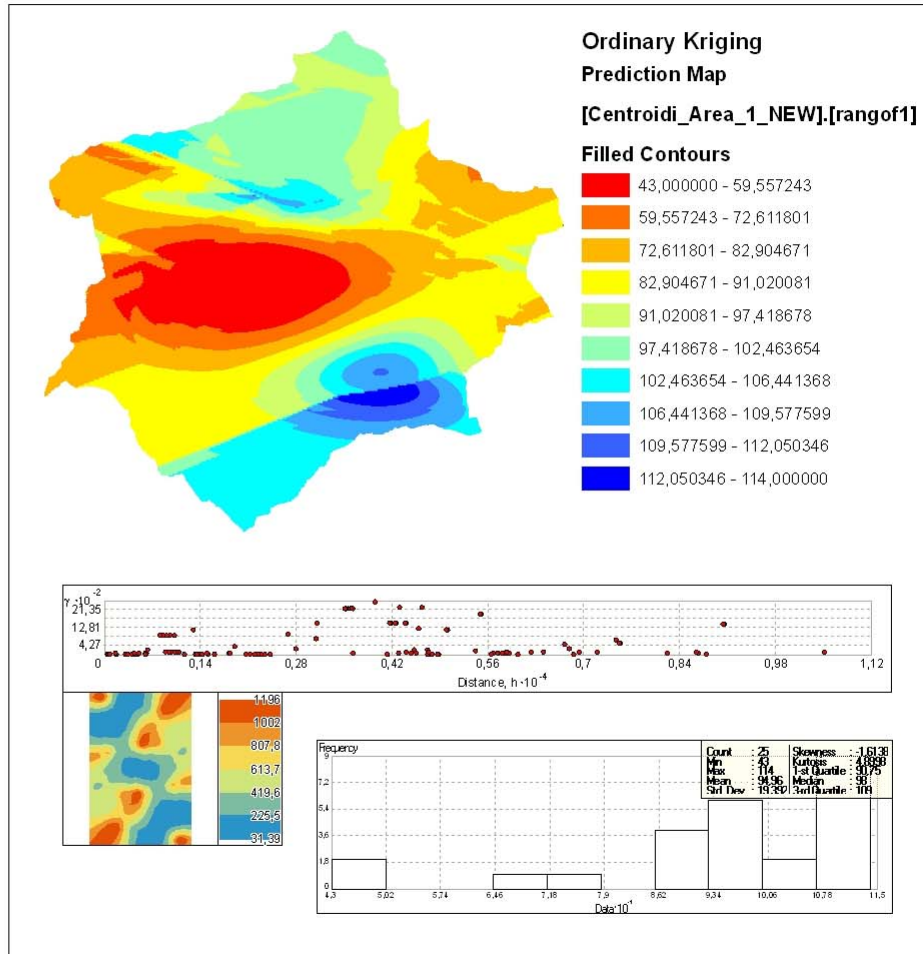 Ordinary Kriging
Prediction Map
[Centroidi_Area_1_NEW].[rangof1]
Filled Contours
43,000000 - 59,557243
59,557243 - 72,611801
72,611801 - 82,904671
82,904671 - 91,020081
91,020081 - 97,418678
97,418678 - 102,463654
102,463654 - 106,441368
106,441368 - 109,577599
109,577599 - 112,050346
112,050346 - 114,000000
γ ·10⁻²
21,35
12,81
4,27
0 0,14 0,28 0,42 0,56 0,7 0,84 0,98 1,12
Distance, h·10⁻⁴
1196
1002
807,8
613,7
419,6
225,5
31,39
Frequency
9
7,2
5,4
3,6
1,8
0
Count : 25 Skewness : -1,6138
Min : 43 Kurtosis : 4,8998
Max : 114 1-st Quartile : 90,75
Mean : 94,96 Median : 98
Std. Dev. : 19,392 3-rd Quartile : 109
4,3 5,02 5,74 6,46 7,18 7,9 8,62 9,34 10,06 10,78 11,5
Data·10⁻¹